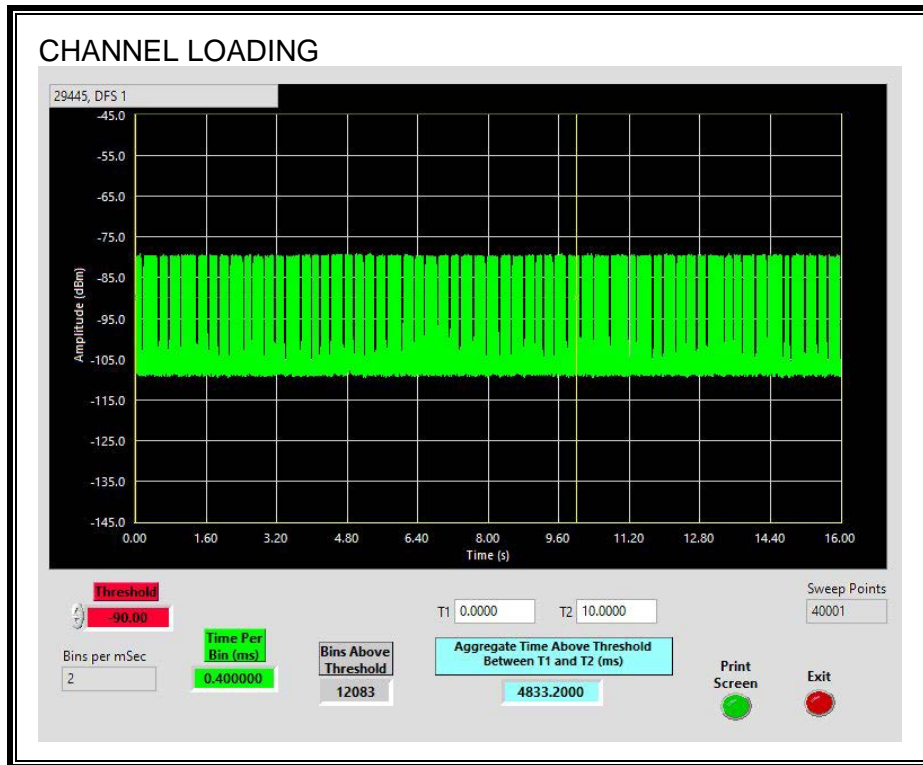 CHANNEL LOADING
29445, DFS 1
-45.0
-55.0
-65.0
-75.0
-85.0
-95.0
-105.0
-115.0
-125.0
-135.0
-145.0
Amplitude (dBm)
0.00 1.60 3.20 4.80 6.40 8.00 9.60 11.20 12.80 14.40 16.00
Time (s)
Threshold
-90.00
Bins per mSec
2
Time Per
Bin (ms)
0.400000
Bins Above
Threshold
12083
T1 0.0000 T2 10.0000
Aggregate Time Above Threshold
Between T1 and T2 (ms)
4833.2000
Sweep Points
40001
Print
Screen
Exit